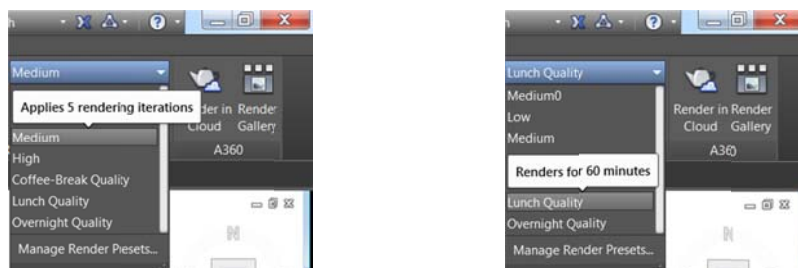 Medium
Applies 5 rendering iterations
Medium
High
Coffee-Break Quality
Lunch Quality
Overnight Quality
Manage Render Presets...
Render
Cloud Gallery
A360
N
Lunch Quality
Medium0
Low
Medium
Renders for 60 minutes
Lunch Quality
Overnight Quality
Manage Render Presets...
Render in Render
Cloud Gallery
A360
N